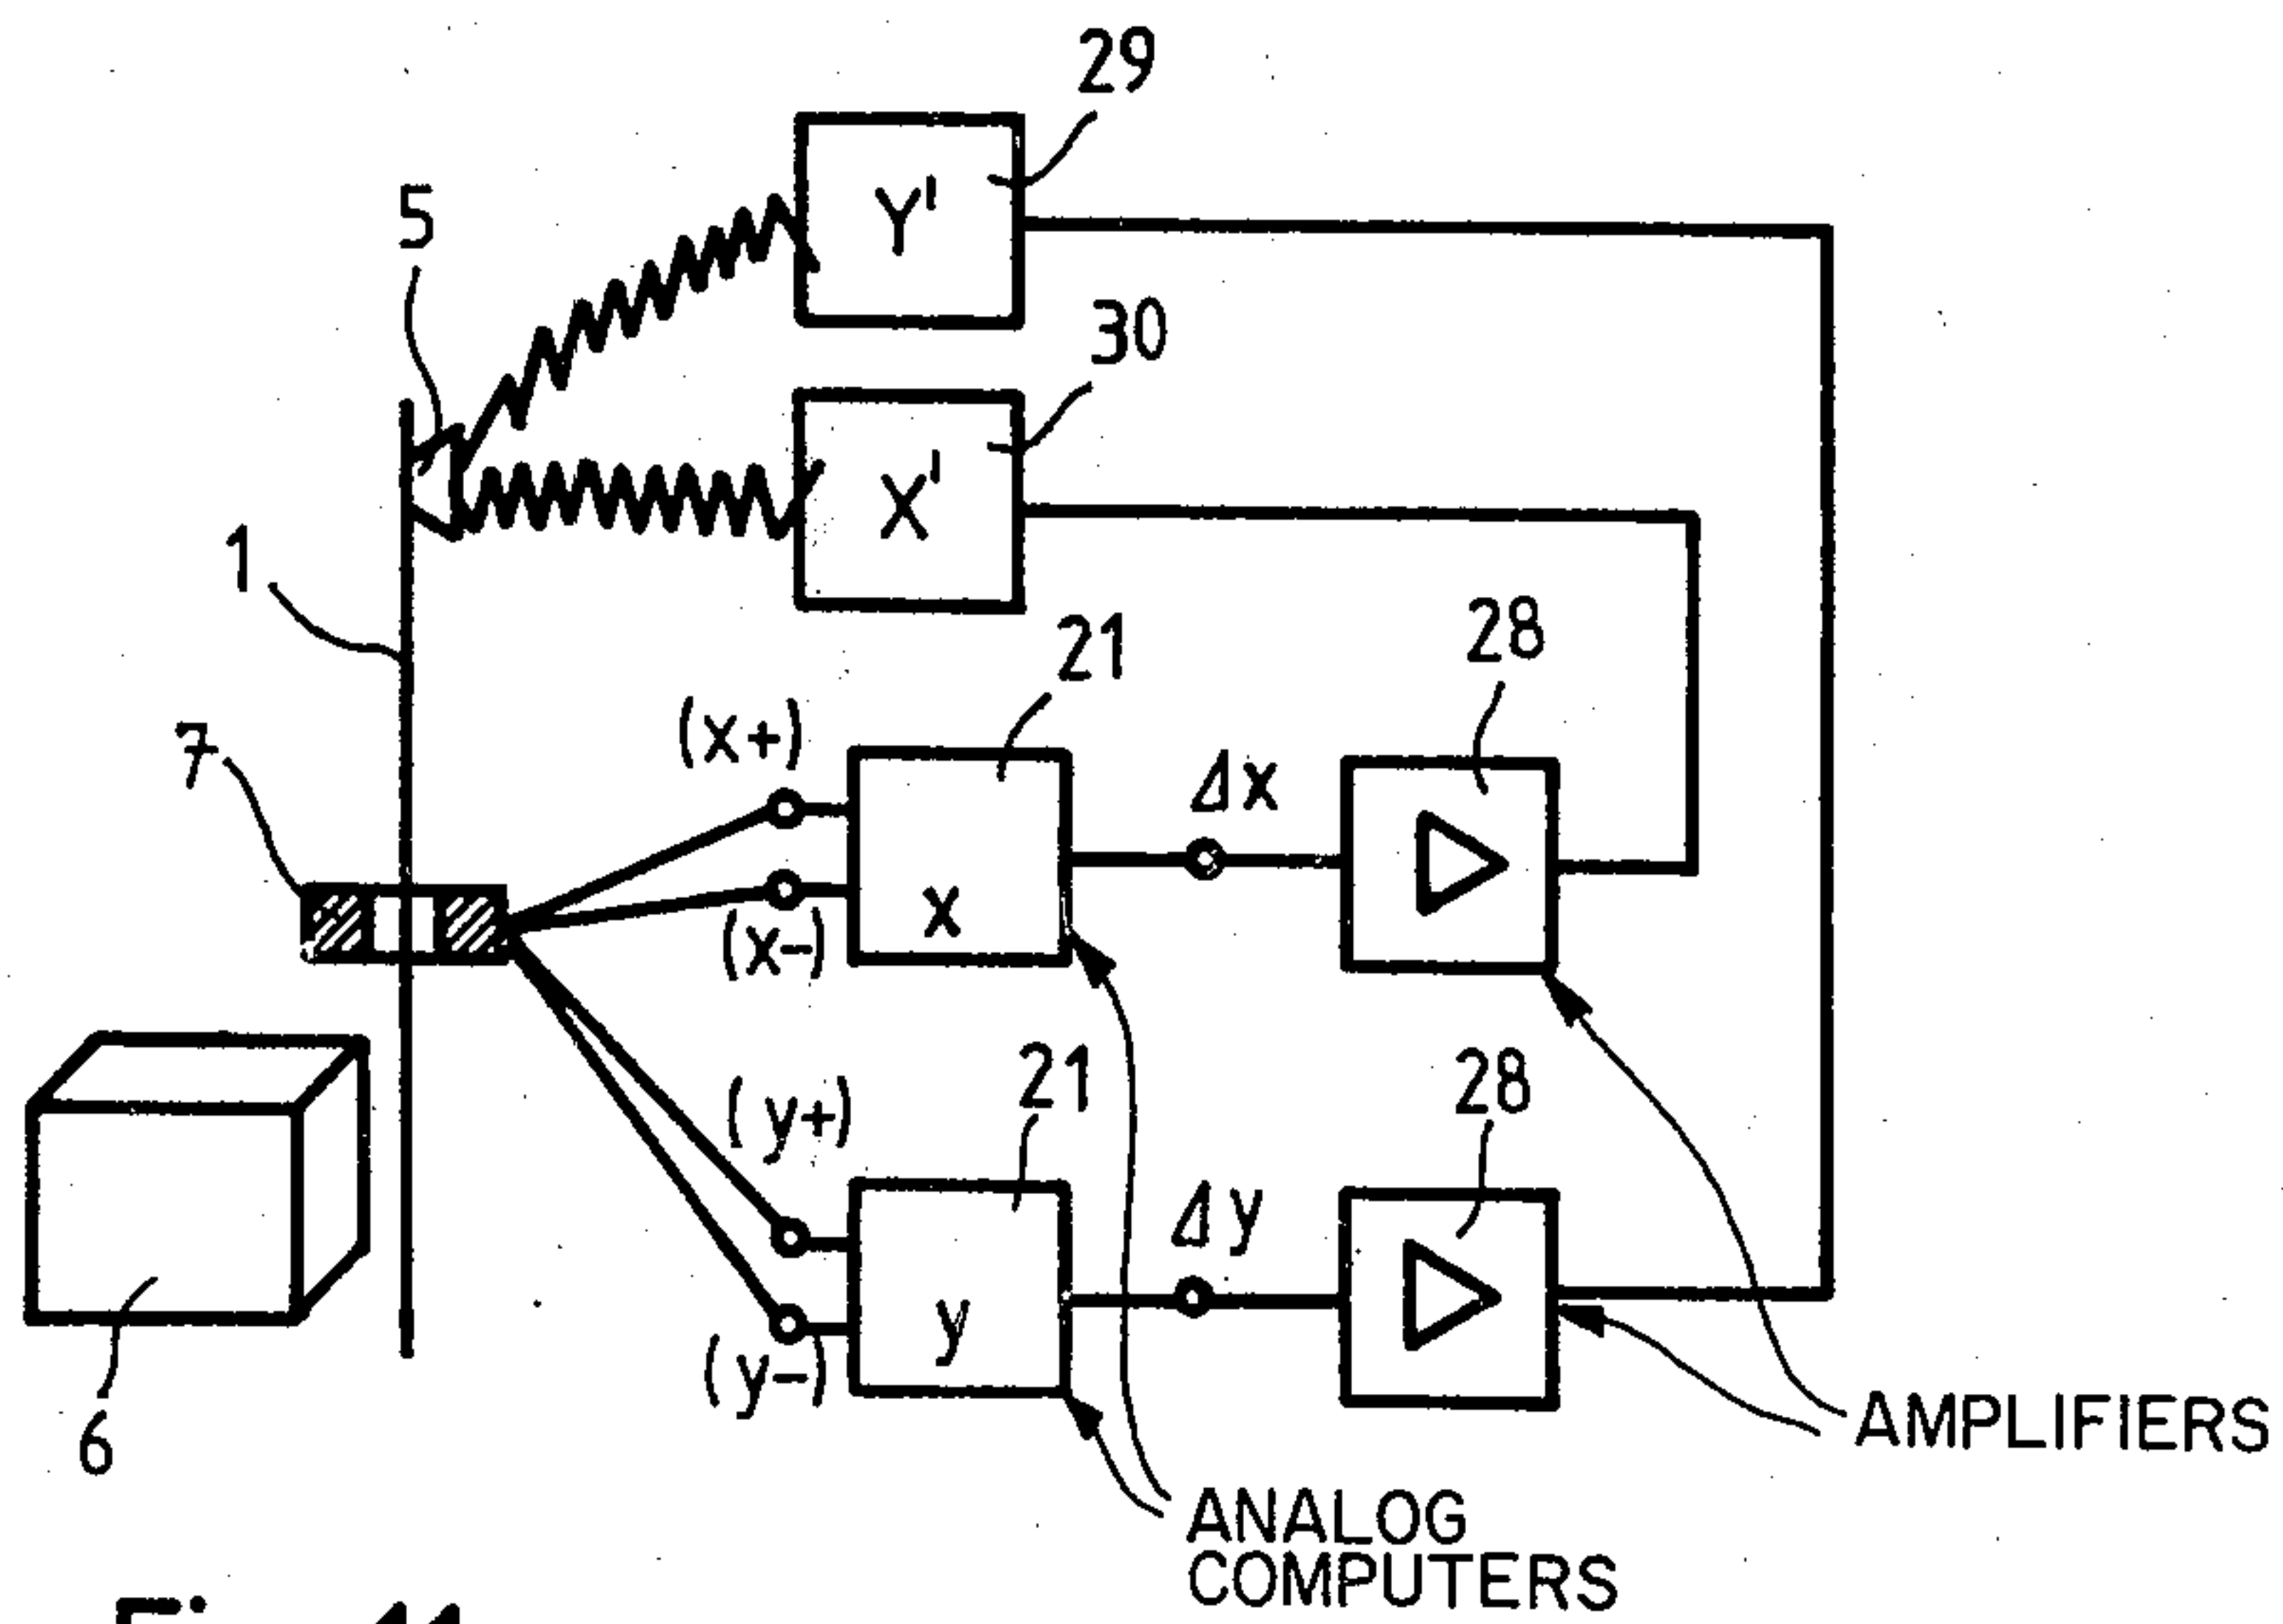 29
Y'
5
30
X'
1
21
28
(x+)
7
Δx
x
(x-)
21
28
(y+)
Δy
y
(y-)
6
AMPLIFIERS
ANALOG
COMPUTERS